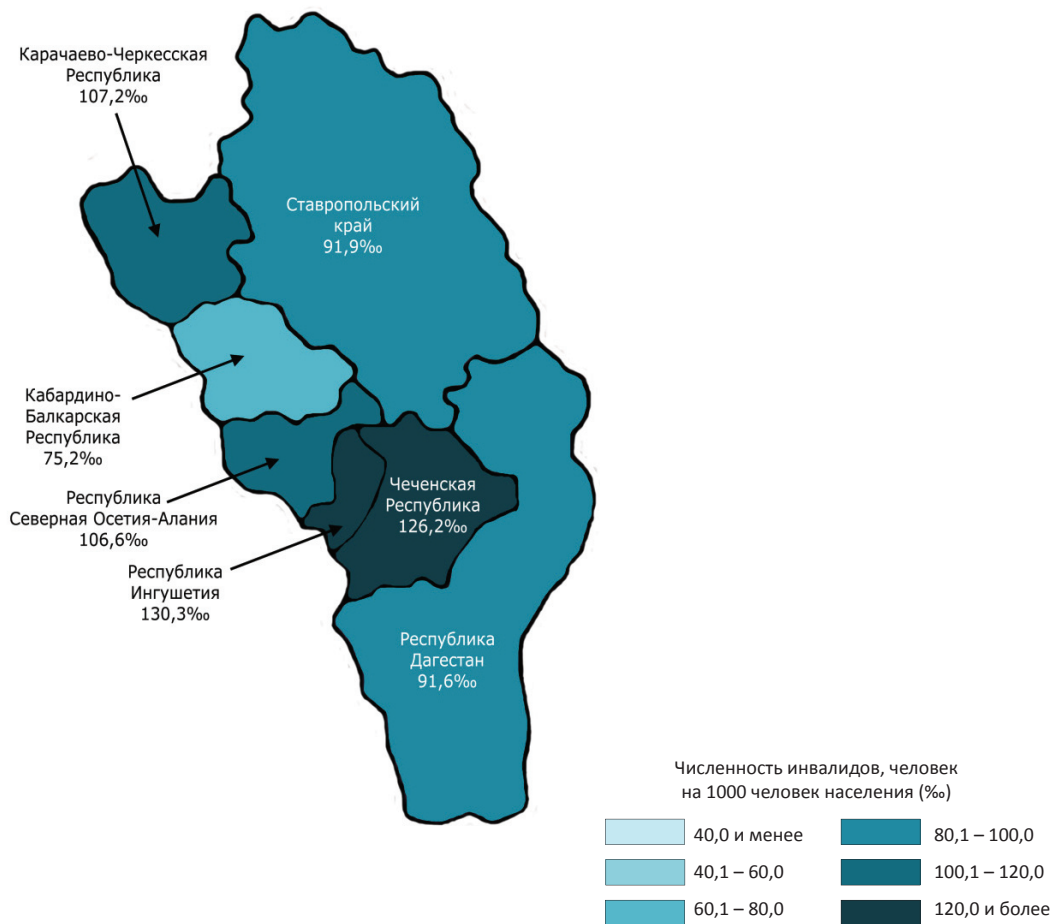 Карачаево-Черкесская
Республика
107,2‰
Ставропольский
край
91,9‰
Кабардино-
Балкарская
Республика
75,2‰
Чеченская
Республика
126,2‰
Республика
Северная Осетия-Алания
106,6‰
Республика
Ингушетия
130,3‰
Республика
Дагестан
91,6‰
Численность инвалидов, человек
на 1000 человек населения (‰)
40,0 и менее
40,1 – 60,0
60,1 – 80,0
80,1 – 100,0
100,1 – 120,0
120,0 и более